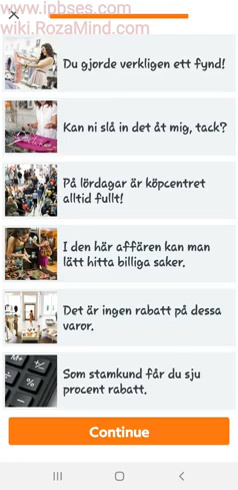 www.ipbses.com
wiki.RozaMind.com
Du gjorde verkligen ett fynd!
Kan ni slå in det åt mig, tack?
På lördagar är köpcentret
alltid fullt!
I den här affären kan man
lätt hitta billiga saker.
Det är ingen rabatt på dessa
varor.
Som stamkund får du sju
procent rabatt.
Continue